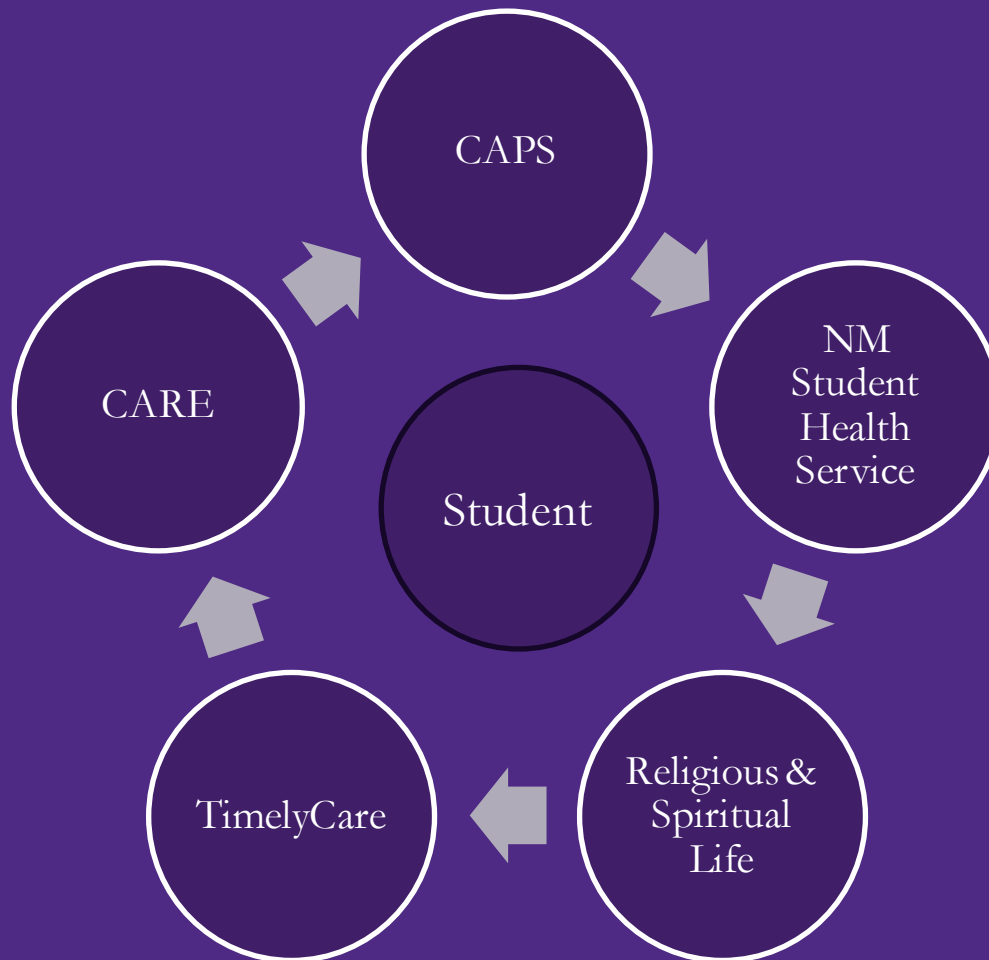 CAPS
NM
Student
Health
Service
CARE
Student
Religious &
Spiritual
Life
TimelyCare